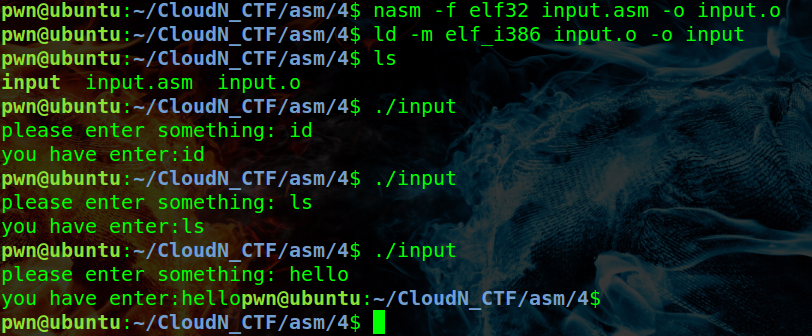 pwn@ubuntu:~/CloudN_CTF/asm/4$ nasm -f elf32 input.asm -o input.o
pwn@ubuntu:~/CloudN_CTF/asm/4$ ld -m elf_i386 input.o -o input
pwn@ubuntu:~/CloudN_CTF/asm/4$ ls
input  input.asm  input.o
pwn@ubuntu:~/CloudN_CTF/asm/4$ ./input
please enter something: id
you have enter:id
pwn@ubuntu:~/CloudN_CTF/asm/4$ ./input
please enter something: ls
you have enter:ls
pwn@ubuntu:~/CloudN_CTF/asm/4$ ./input
please enter something: hello
you have enter:hellopwn@ubuntu:~/CloudN_CTF/asm/4$
pwn@ubuntu:~/CloudN_CTF/asm/4$